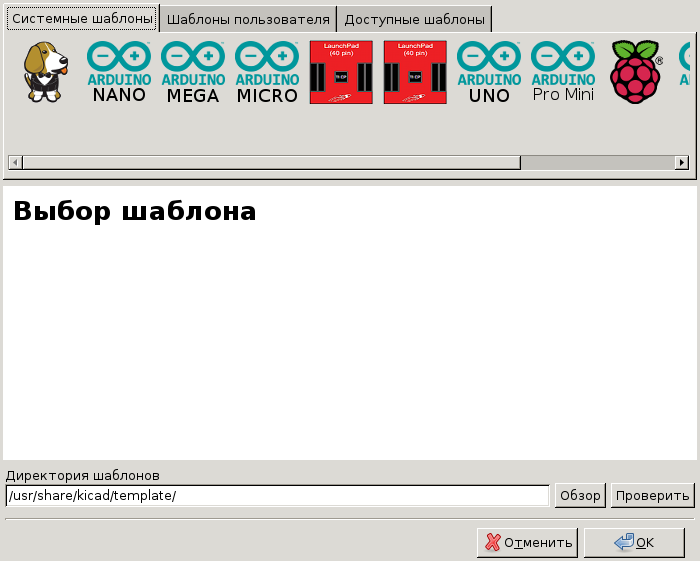 Системные шаблоны
Шаблоны пользователя
Доступные шаблоны
ARDUINO NANO
ARDUINO MEGA
ARDUINO MICRO
LaunchPad
(40 pin)
LaunchPad
(40 pin)
ARDUINO UNO
ARDUINO Pro Mini
®
Выбор шаблона
Директория шаблонов
/usr/share/kicad/template/
Обзор
Проверить
Отменить
OK